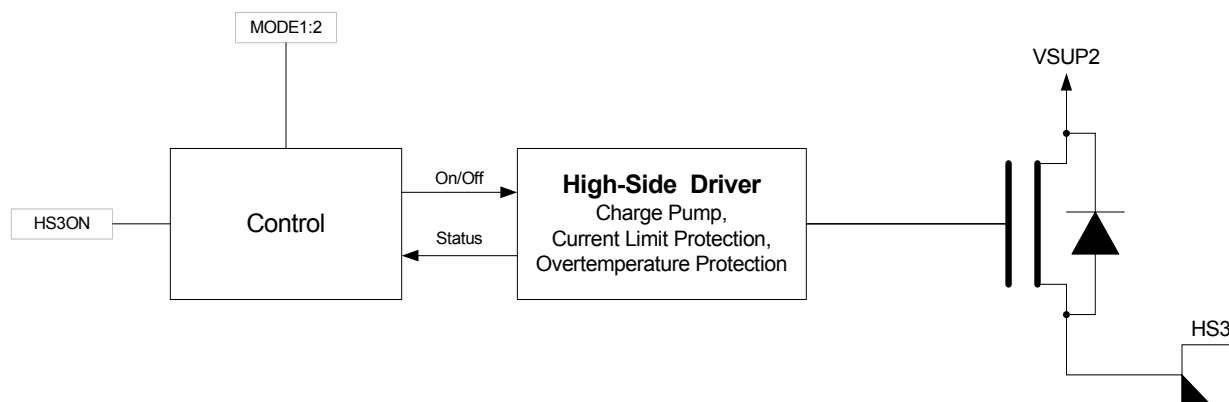 MODE1:2
VSUP2
HS3ON
Control
On/Off
Status
High-Side Driver
Charge Pump,
Current Limit Protection,
Overtemperature Protection
HS3